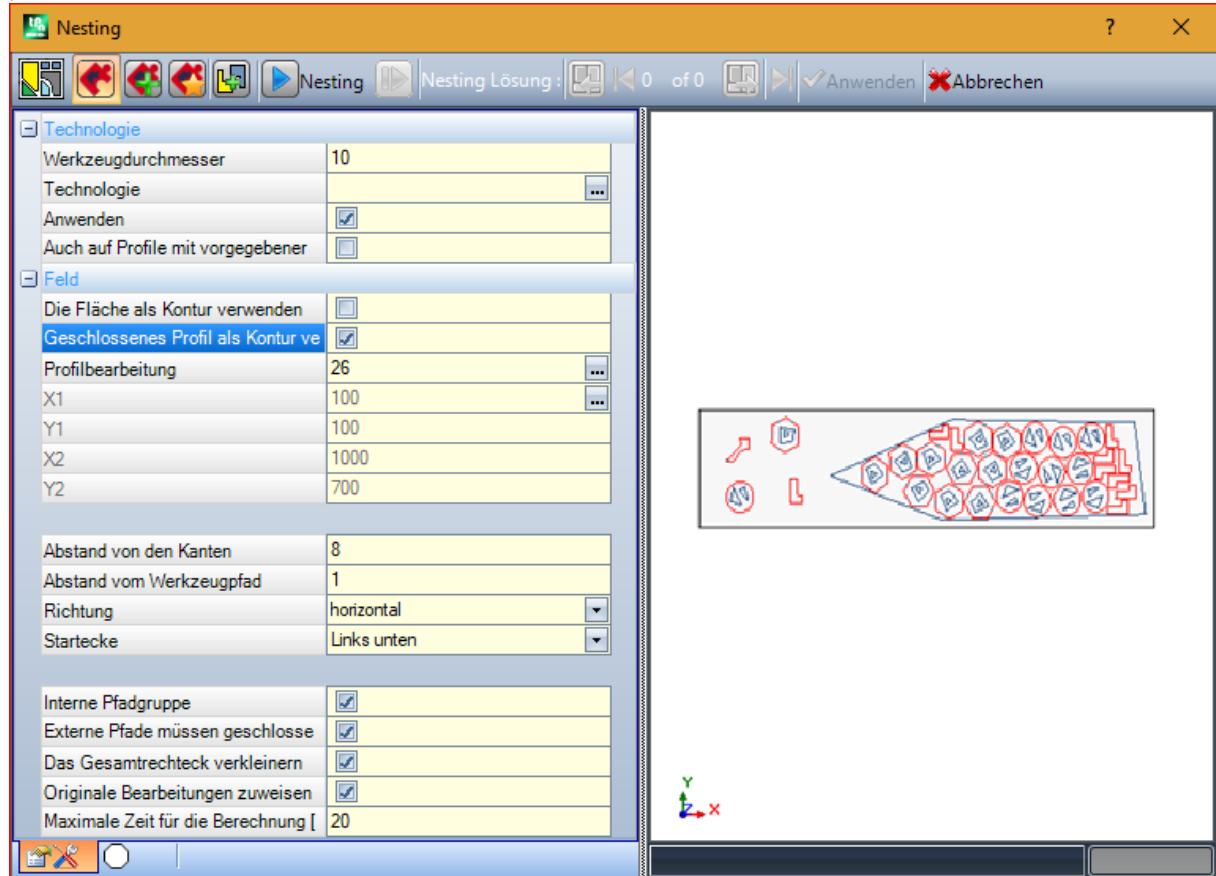 Nesting
?
Nesting Nesting Lösung : 0 of 0 Anwenden Abbrechen
Technologie
Werkzeugdurchmesser 10
Technologie ...
Anwenden
Auch auf Profile mit vorgegebener
Feld
Die Fläche als Kontur verwenden
Geschlossenes Profil als Kontur ve
Profilbearbeitung 26 ...
X1 100 ...
Y1 100
X2 1000
Y2 700
Abstand von den Kanten 8
Abstand vom Werkzeugpfad 1
Richtung horizontal
Startecke Links unten
Interne Pfadgruppe
Externe Pfade müssen geschlosse
Das Gesamtrechteck verkleinern
Originale Bearbeitungen zuweisen
Maximale Zeit für die Berechnung [ 20
Y
Z X